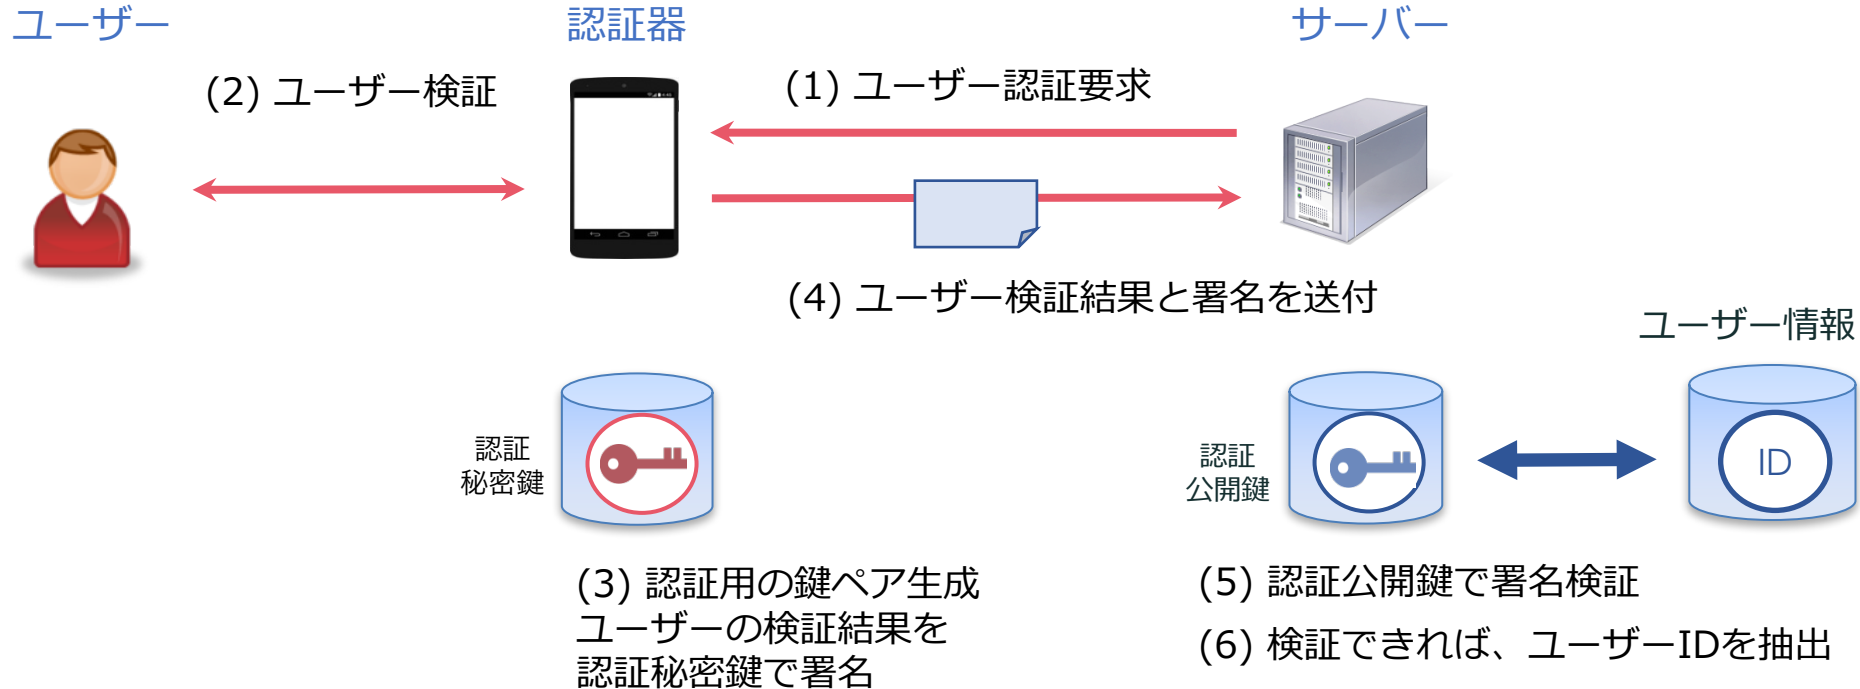 ユーザー
認証器
サーバー
(2) ユーザー検証
(1) ユーザー認証要求
(4) ユーザー検証結果と署名を送付
ユーザー情報
認証
秘密鍵
認証
公開鍵
ID
(3) 認証用の鍵ペア生成
ユーザーの検証結果を
認証秘密鍵で署名
(5) 認証公開鍵で署名検証
(6) 検証できれば、ユーザーIDを抽出